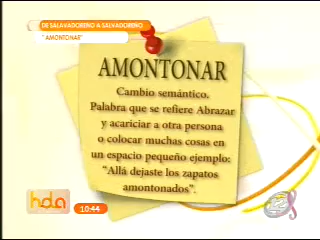 DE SALAVADOREÑO A SALVADOREÑO
"AMONTONAR"
AMONTONAR
Cambio semántico.
Palabra que se refiere Abrazar
y acariciar a otra persona
o colocar muchas cosas en
un espacio pequeño ejemplo:
"Allá dejaste los zapatos
amontonados".
hda
10:44